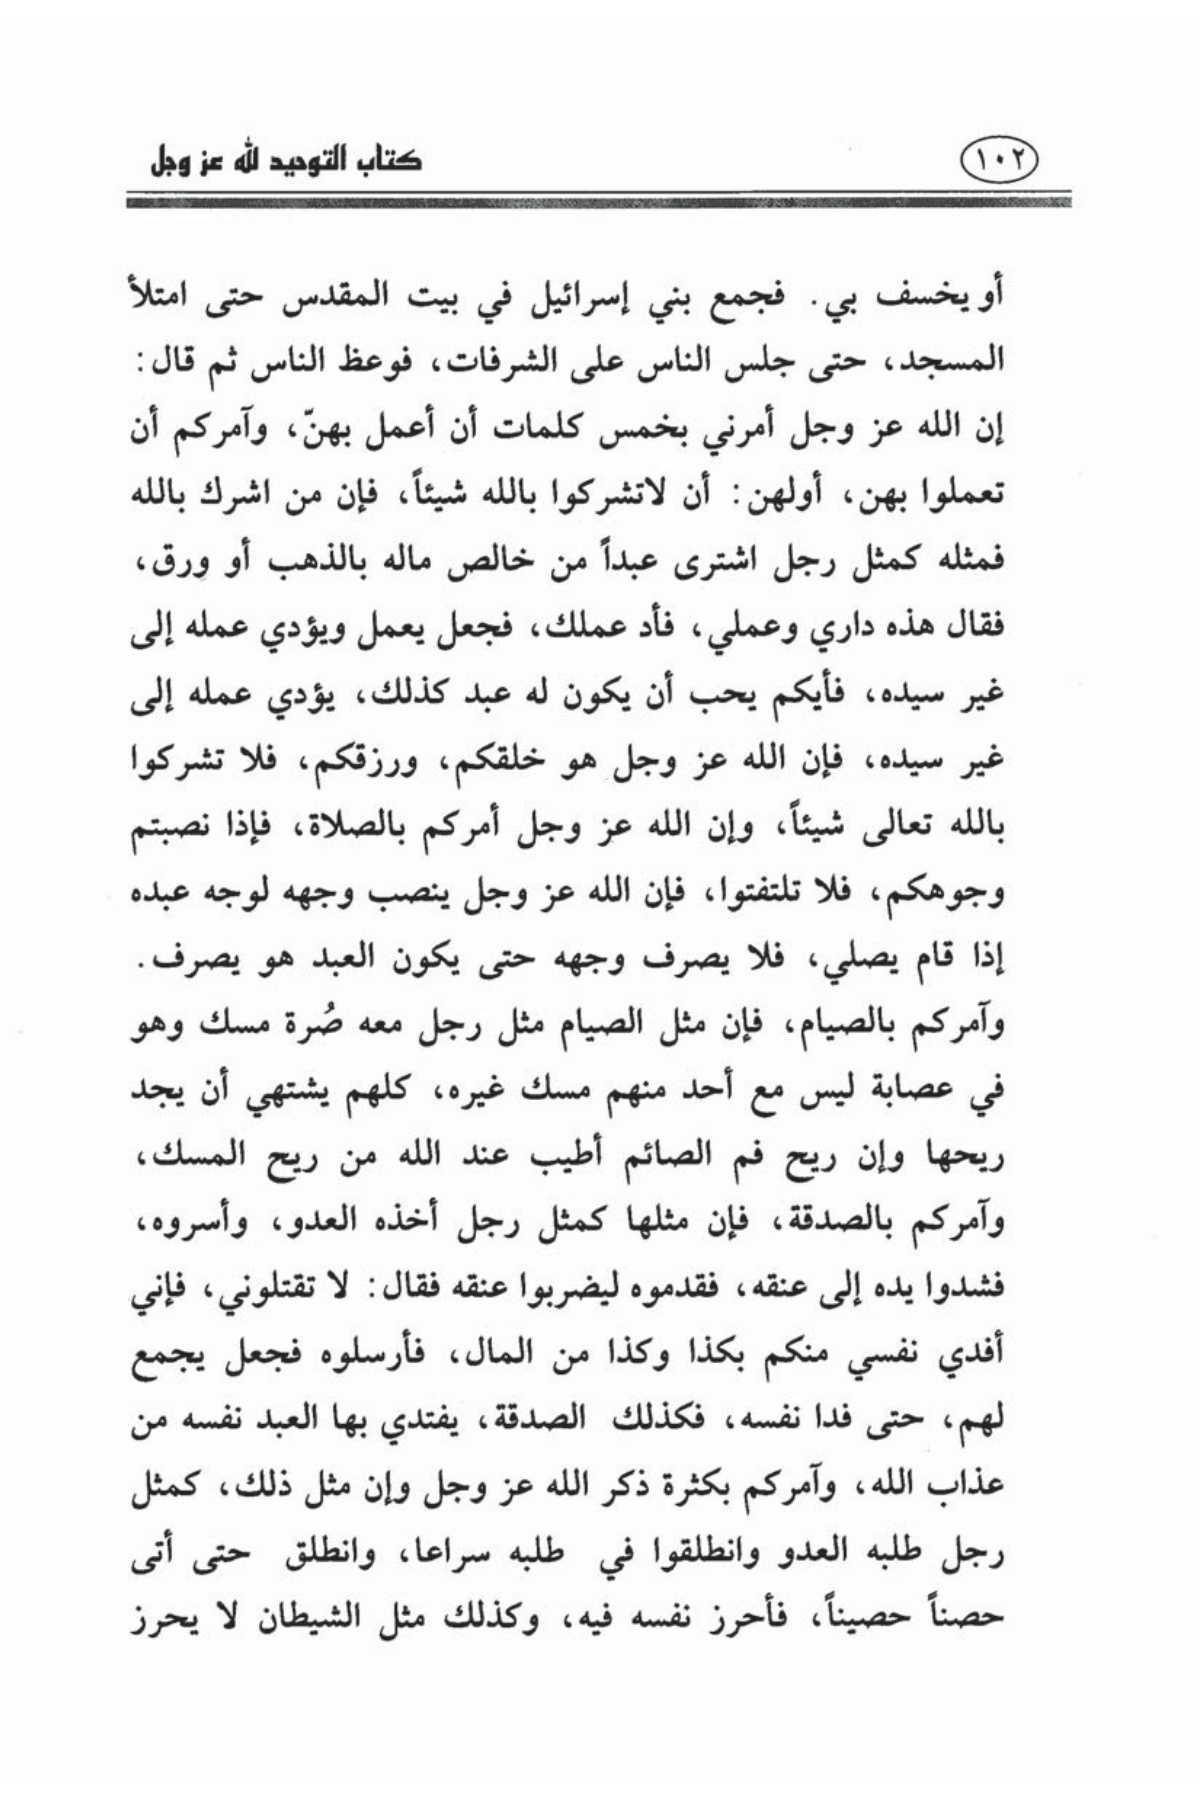 ١٠٢ كتاب التوحيد لله عز وجل
أو يخسف بي. فجمع بني إسرائيل في بيت المقدس حتى امتلأ
المسجد، حتى جلس الناس على الشرفات، فوعظ الناس ثم قال:
إن الله عز وجل أمرني بخمس كلمات أن أعمل بهنّ، وآمركم أن
تعملوا بهن، أولهن: أن لاتشركوا بالله شيئاً، فإن من اشرك بالله
فمثله كمثل رجل اشترى عبداً من خالص ماله بالذهب أو ورق،
فقال هذه داري وعملي، فأد عملك، فجعل يعمل ويؤدي عمله إلى
غير سيده، فأيكم يحب أن يكون له عبد كذلك، يؤدي عمله إلى
غير سيده، فإن الله عز وجل هو خلقكم، ورزقكم، فلا تشركوا
بالله تعالى شيئاً، وإن الله عز وجل أمركم بالصلاة، فإذا نصبتم
وجوهكم، فلا تلتفتوا، فإن الله عز وجل ينصب وجهه لوجه عبده
إذا قام يصلي، فلا يصرف وجهه حتى يكون العبد هو يصرف.
وآمركم بالصيام، فإن مثل الصيام مثل رجل معه صُرة مسك وهو
في عصابة ليس مع أحد منهم مسك غيره، كلهم يشتهي أن يجد
ريحها وإن ريح فم الصائم أطيب عند الله من ريح المسك،
وآمركم بالصدقة، فإن مثلها كمثل رجل أخذه العدو، وأسروه،
فشدوا يده إلى عنقه، فقدموه ليضربوا عنقه فقال: لا تقتلوني، فإني
أفدي نفسي منكم بكذا وكذا من المال، فأرسلوه فجعل يجمع
لهم، حتى فدا نفسه، فكذلك الصدقة، يفتدي بها العبد نفسه من
عذاب الله، وآمركم بكثرة ذكر الله عز وجل وإن مثل ذلك، كمثل
رجل طلبه العدو وانطلقوا في طلبه سراعا، وانطلق حتى أتى
حصناً حصيناً، فأحرز نفسه فيه، وكذلك مثل الشيطان لا يحرز